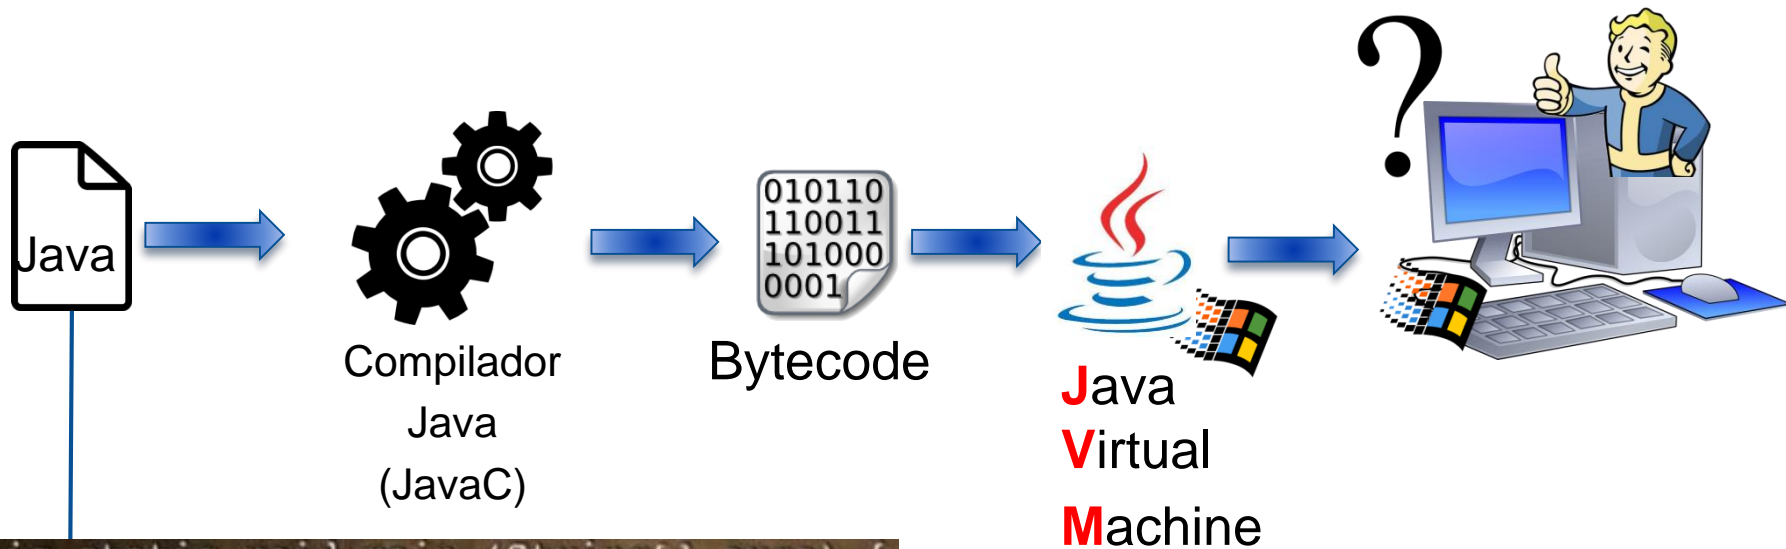 Java
Compilador
Java
(JavaC)
010110
110011
101000
0001
Bytecode
Java
Virtual
Machine
?